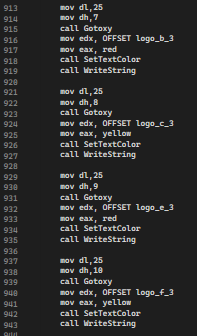 913 mov dl,25
914 mov dh,7
915 call Gotoxy
916 mov edx, OFFSET logo_b_3
917 mov eax, red
918 call SetTextColor
919 call WriteString
920
921 mov dl,25
922 mov dh,8
923 call Gotoxy
924 mov edx, OFFSET logo_c_3
925 mov eax, yellow
926 call SetTextColor
927 call WriteString
928
929 mov dl,25
930 mov dh,9
931 call Gotoxy
932 mov edx, OFFSET logo_e_3
933 mov eax, red
934 call SetTextColor
935 call WriteString
936
937 mov dl,25
938 mov dh,10
939 call Gotoxy
940 mov edx, OFFSET logo_f_3
941 mov eax, yellow
942 call SetTextColor
943 call WriteString